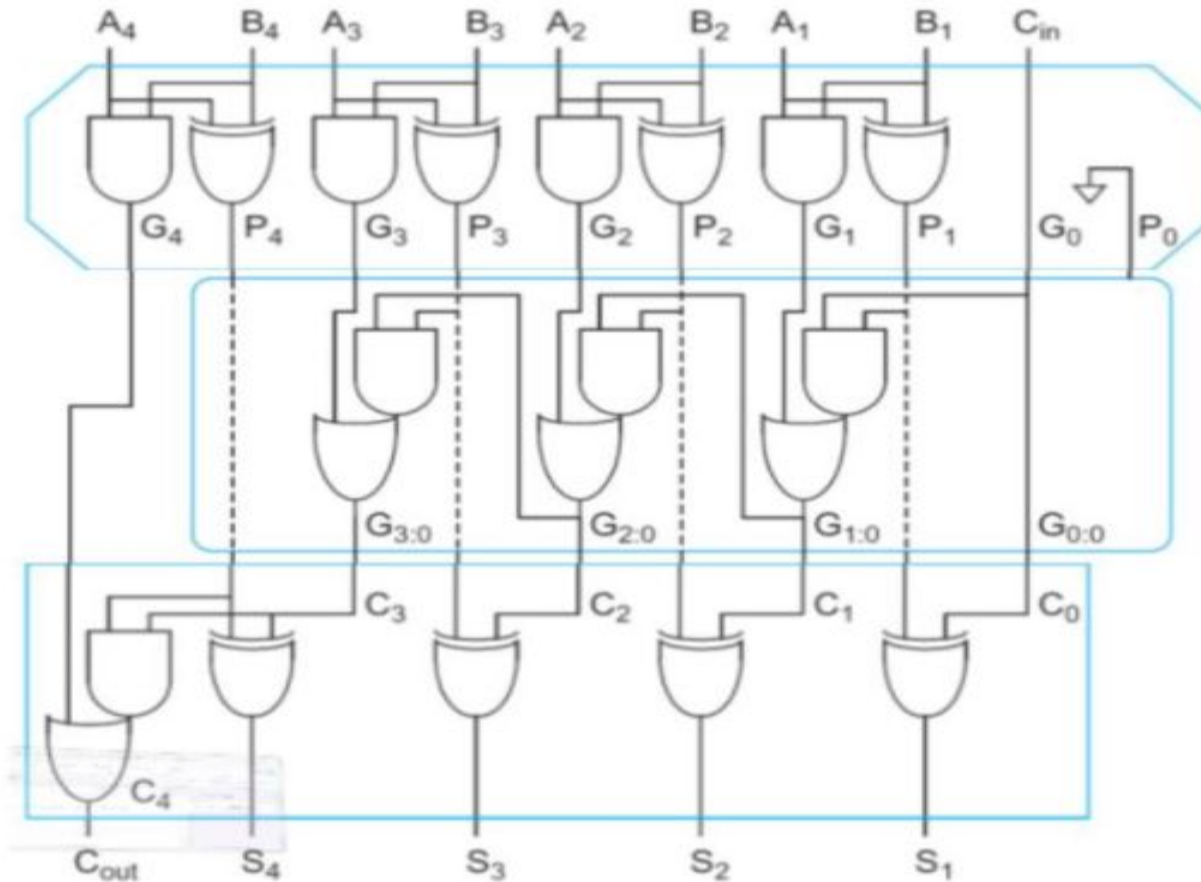 A4 B4 A3 B3 A2 B2 A1 B1 Cin
G4 P4 G3 P3 G2 P2 G1 P1 G0 P0
G3:0 G2:0 G1:0 G0:0
C3 C2 C1 C0
C4
Cout S4 S3 S2 S1